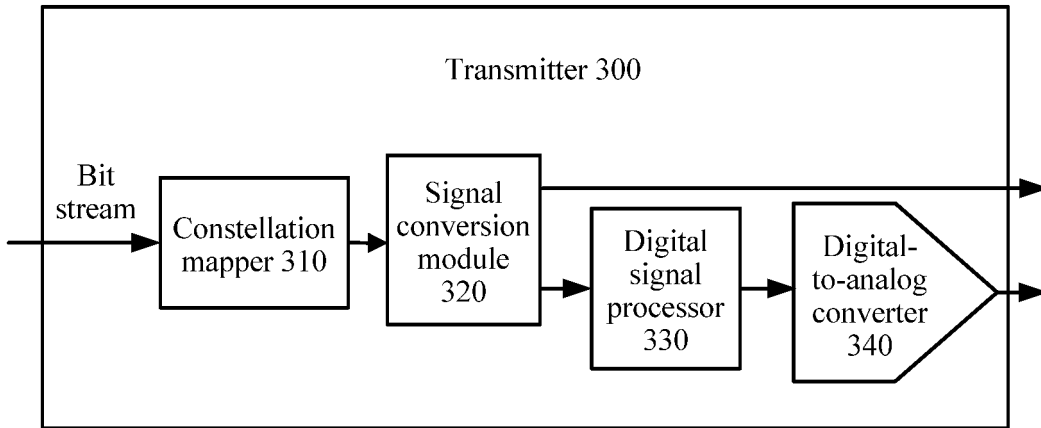 Transmitter 300
Bit
stream
Constellation
mapper 310
Signal
conversion
module
320
Digital
signal
processor
330
Digital-
to-analog
converter
340